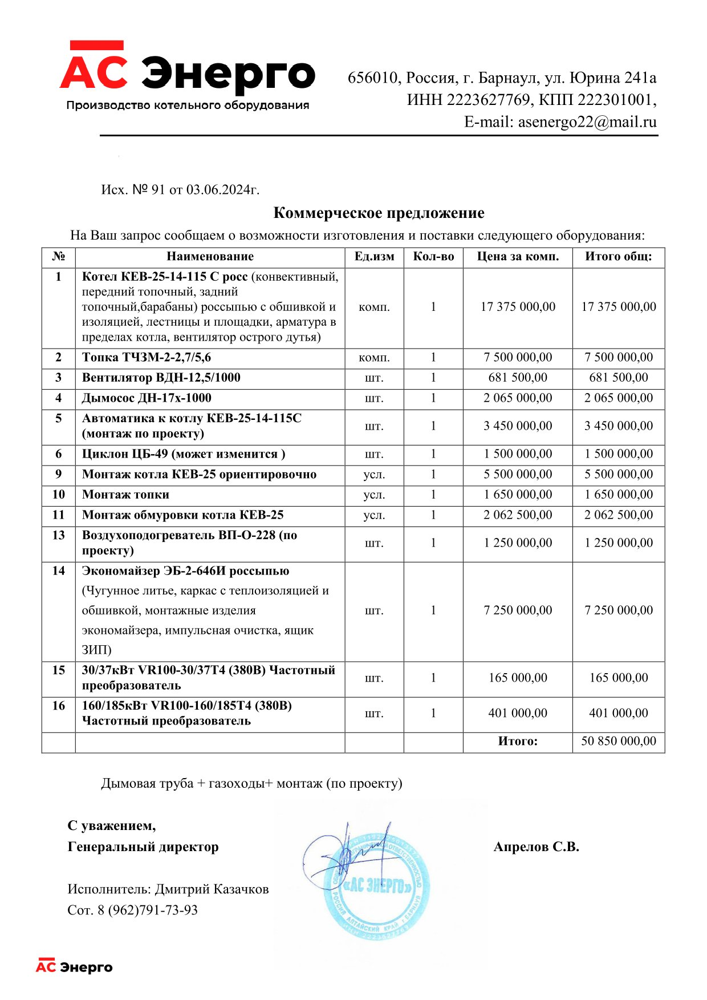 АС Энерго
Производство котельного оборудования
656010, Россия, г. Барнаул, ул. Юрина 241а
ИНН 2223627769, КПП 222301001,
E-mail: asenergo22@mail.ru
Исх. № 91 от 03.06.2024г.
Коммерческое предложение
На Ваш запрос сообщаем о возможности изготовления и поставки следующего оборудования:
№ Наименование Ед.изм Кол-во Цена за комп. Итого общ:
1 Котел КЕВ-25-14-115 С росс (конвективный,
передний топочный, задний
топочный,барабаны) россыпью с обшивкой и
изоляцией, лестницы и площадки, арматура в
пределах котла, вентилятор острого дутья)
комп. 1 17 375 000,00 17 375 000,00
2 Топка ТЧЗМ-2-2,7/5,6 комп. 1 7 500 000,00 7 500 000,00
3 Вентилятор ВДН-12,5/1000 шт. 1 681 500,00 681 500,00
4 Дымосос ДН-17х-1000 шт. 1 2 065 000,00 2 065 000,00
5 Автоматика к котлу КЕВ-25-14-115С
(монтаж по проекту)
шт. 1 3 450 000,00 3 450 000,00
6 Циклон ЦБ-49 (может изменится ) шт. 1 1 500 000,00 1 500 000,00
9 Монтаж котла КЕВ-25 ориентировочно усл. 1 5 500 000,00 5 500 000,00
10 Монтаж топки усл. 1 1 650 000,00 1 650 000,00
11 Монтаж обмуровки котла КЕВ-25 усл. 1 2 062 500,00 2 062 500,00
13 Воздухоподогреватель ВП-О-228 (по
проекту)
шт. 1 1 250 000,00 1 250 000,00
14 Экономайзер ЭБ-2-646И россыпью
(Чугунное литье, каркас с теплоизоляцией и
обшивкой, монтажные изделия
экономайзера, импульсная очистка, ящик
ЗИП)
шт. 1 7 250 000,00 7 250 000,00
15 30/37кВт VR100-30/37Т4 (380В) Частотный
преобразователь
шт. 1 165 000,00 165 000,00
16 160/185кВт VR100-160/185Т4 (380В)
Частотный преобразователь
шт. 1 401 000,00 401 000,00
Итого: 50 850 000,00
Дымовая труба + газоходы+ монтаж (по проекту)
С уважением,
Генеральный директор Апрелов С.В.
«АС ЭНЕРГО»
РОССИЯ АЛТАЙСКИЙ КРАЙ г.БАРНАУЛ
ИНН 2223627769
Исполнитель: Дмитрий Казачков
Сот. 8 (962)791-73-93
АС Энерго